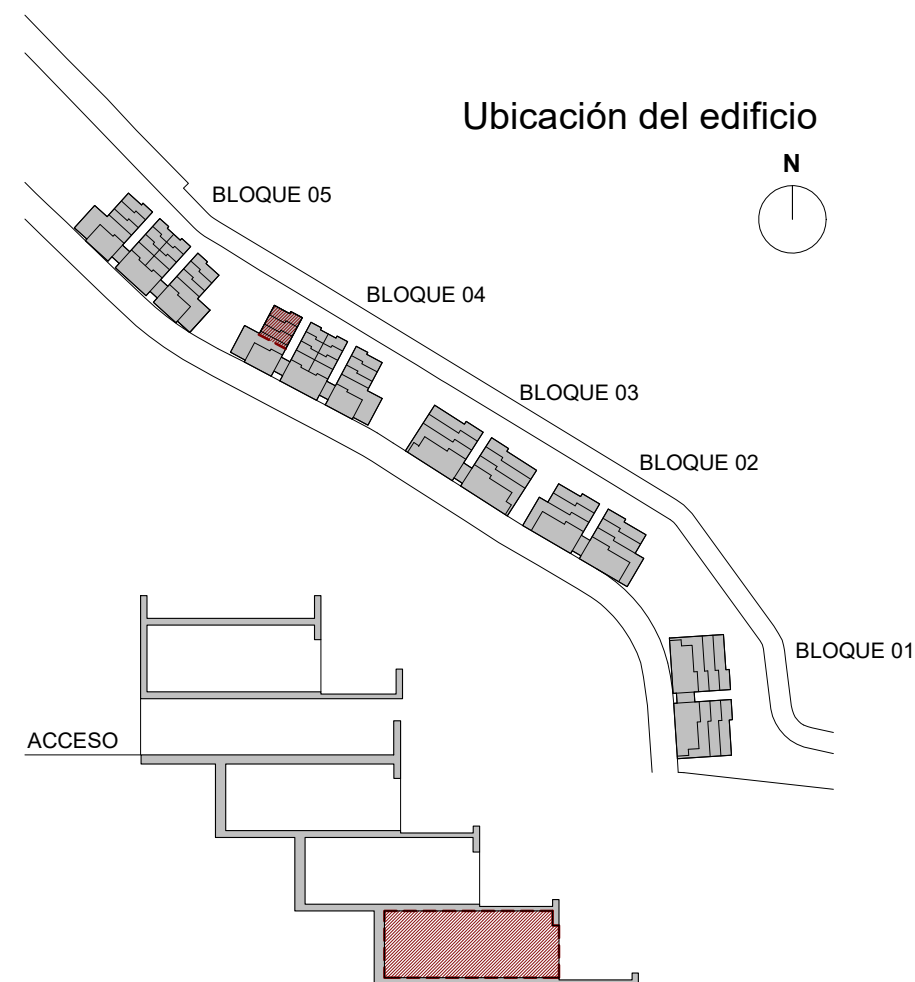 Ubicación del edificio
N
BLOQUE 05
BLOQUE 04
BLOQUE 03
BLOQUE 02
BLOQUE 01
ACCESO